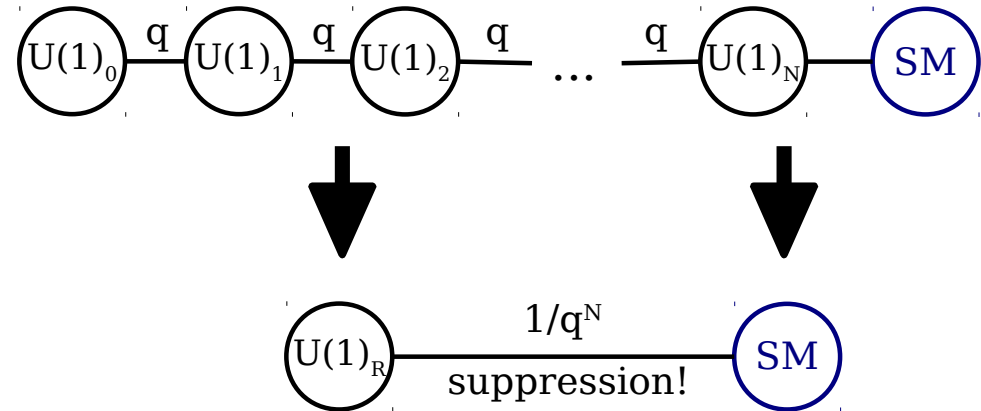 q q q q
U(1)₀ U(1)₁ U(1)₂ ... U(1)N SM
1/qᴺ
U(1)R SM
suppression!